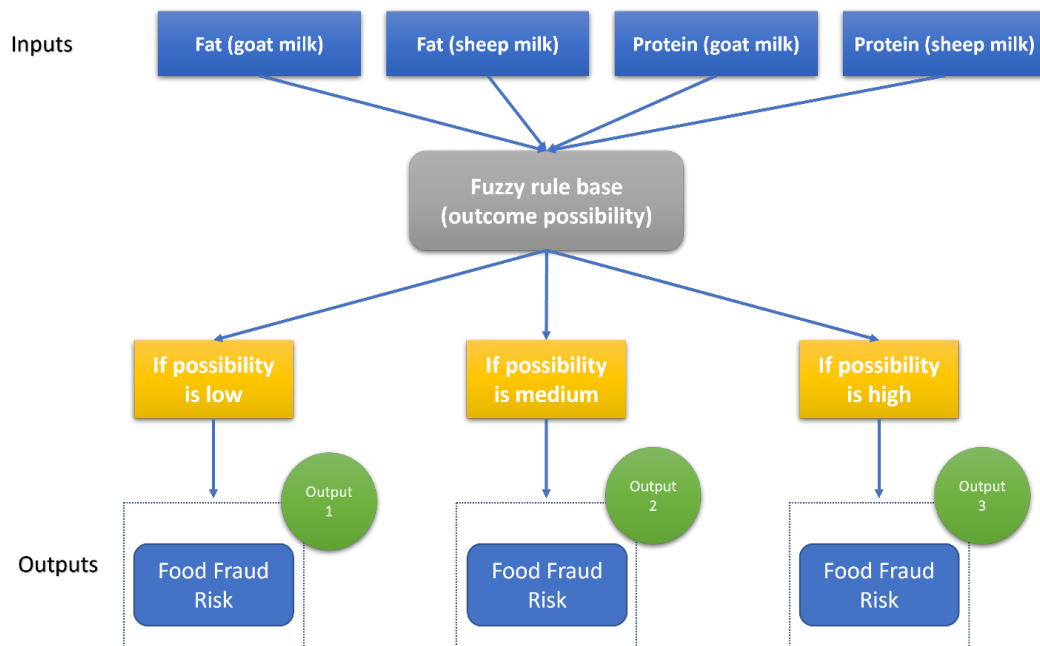 Inputs
Fat (goat milk)
Fat (sheep milk)
Protein (goat milk)
Protein (sheep milk)
Fuzzy rule base
(outcome possibility)
If possibility
is low
If possibility
is medium
If possibility
is high
Output
1
Output
2
Output
3
Outputs
Food Fraud
Risk
Food Fraud
Risk
Food Fraud
Risk